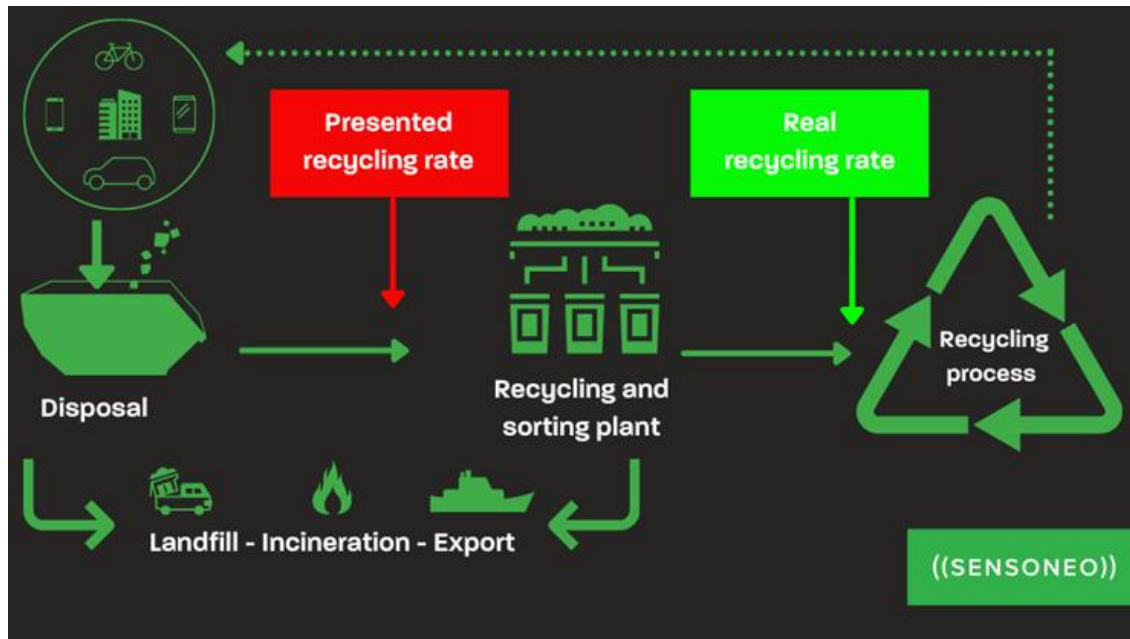 Presented
recycling rate
Real
recycling rate
Recycling
process
Disposal
Recycling and
sorting plant
Landfill - Incineration - Export
((SENSONEO))